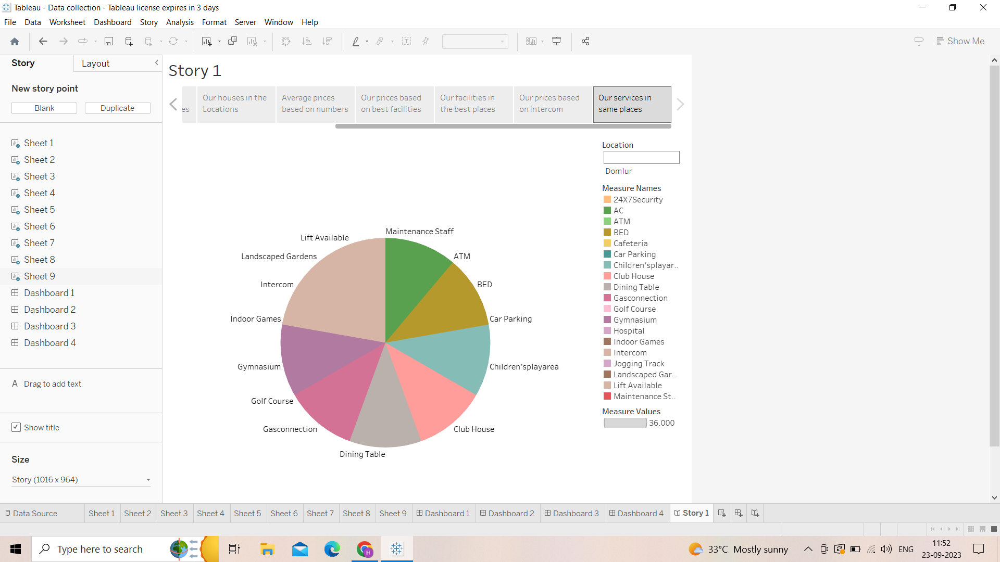 Tableau - Data collection - Tableau license expires in 3 days
File Data Worksheet Dashboard Story Analysis Format Server Window Help
Show Me
Story
Layout
New story point
Blank
Duplicate
Sheet 1
Sheet 2
Sheet 3
Sheet 4
Sheet 5
Sheet 6
Sheet 7
Sheet 8
Sheet 9
Dashboard 1
Dashboard 2
Dashboard 3
Dashboard 4
A Drag to add text
Show title
Size
Story (1016 x 964)
Story 1
es
Our houses in the
Locations
Average prices
based on numbers
Our prices based
on best facilities
Our facilities in
the best places
Our prices based
on intercom
Our services in
same places
Maintenance Staff
Lift Available
Landscaped Gardens
ATM
Intercom
BED
Indoor Games
Car Parking
Gymnasium
Children'splayarea
Golf Course
Gasconnection
Club House
Dining Table
Location
Domlur
Measure Names
24X7Security
AC
ATM
BED
Cafeteria
Car Parking
Children'splayar..
Club House
Dining Table
Gasconnection
Golf Course
Gymnasium
Hospital
Indoor Games
Intercom
Jogging Track
Landscaped Gar..
Lift Available
Maintenance St..
Measure Values
36.000
Data Source Sheet 1 Sheet 2 Sheet 3 Sheet 4 Sheet 5 Sheet 6 Sheet 7 Sheet 8 Sheet 9 Dashboard 1 Dashboard 2 Dashboard 3 Dashboard 4 Story 1
Type here to search
H
33°C Mostly sunny
ENG
11:52
23-09-2023